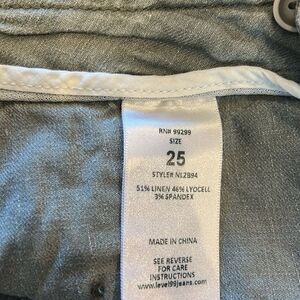 RN# 99299
SIZE
25
STYLE# N12B94
51% LINEN 46% LYOCELL
3% SPANDEX
MADE IN CHINA
SEE REVERSE
FOR CARE
INSTRUCTIONS
www.level99jeans.com